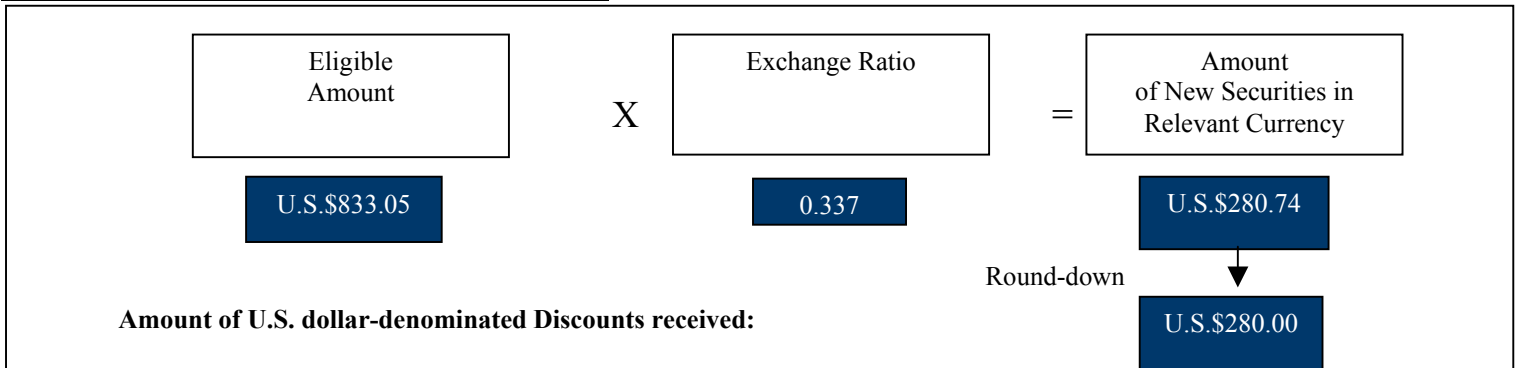 Eligible
Amount
X
Exchange Ratio
=
Amount
of New Securities in
Relevant Currency
U.S.$833.05
0.337
U.S.$280.74
Round-down
Amount of U.S. dollar-denominated Discounts received:
U.S.$280.00